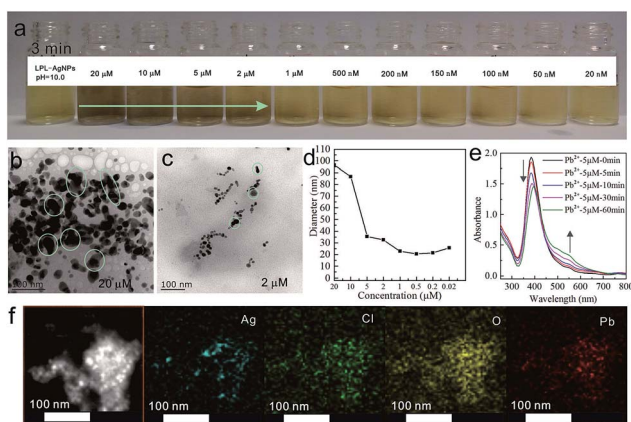 a
3 min
LPL-AgNPs
pH=10.0
20 μM
10 μM
5 μM
2 μM
1 μM
500 nM
200 nM
150 nM
100 nM
50 nM
20 nM
b
100 nm
20 μM
c
100 nm
2 μM
d
Diameter (nm)
110
100
90
80
70
60
50
40
30
20
10
0
20 10 5 2 1 0.5 0.2 0.02
Concentration (μM)
e
Absorbance
2.0
1.5
1.0
0.5
0.0
300 400 500 600 700 800
Wavelength (nm)
Pb²⁺-5μM-0min
Pb²⁺-5μM-5min
Pb²⁺-5μM-10min
Pb²⁺-5μM-30min
Pb²⁺-5μM-60min
f
100 nm
Ag
100 nm
Cl
100 nm
O
100 nm
Pb
100 nm